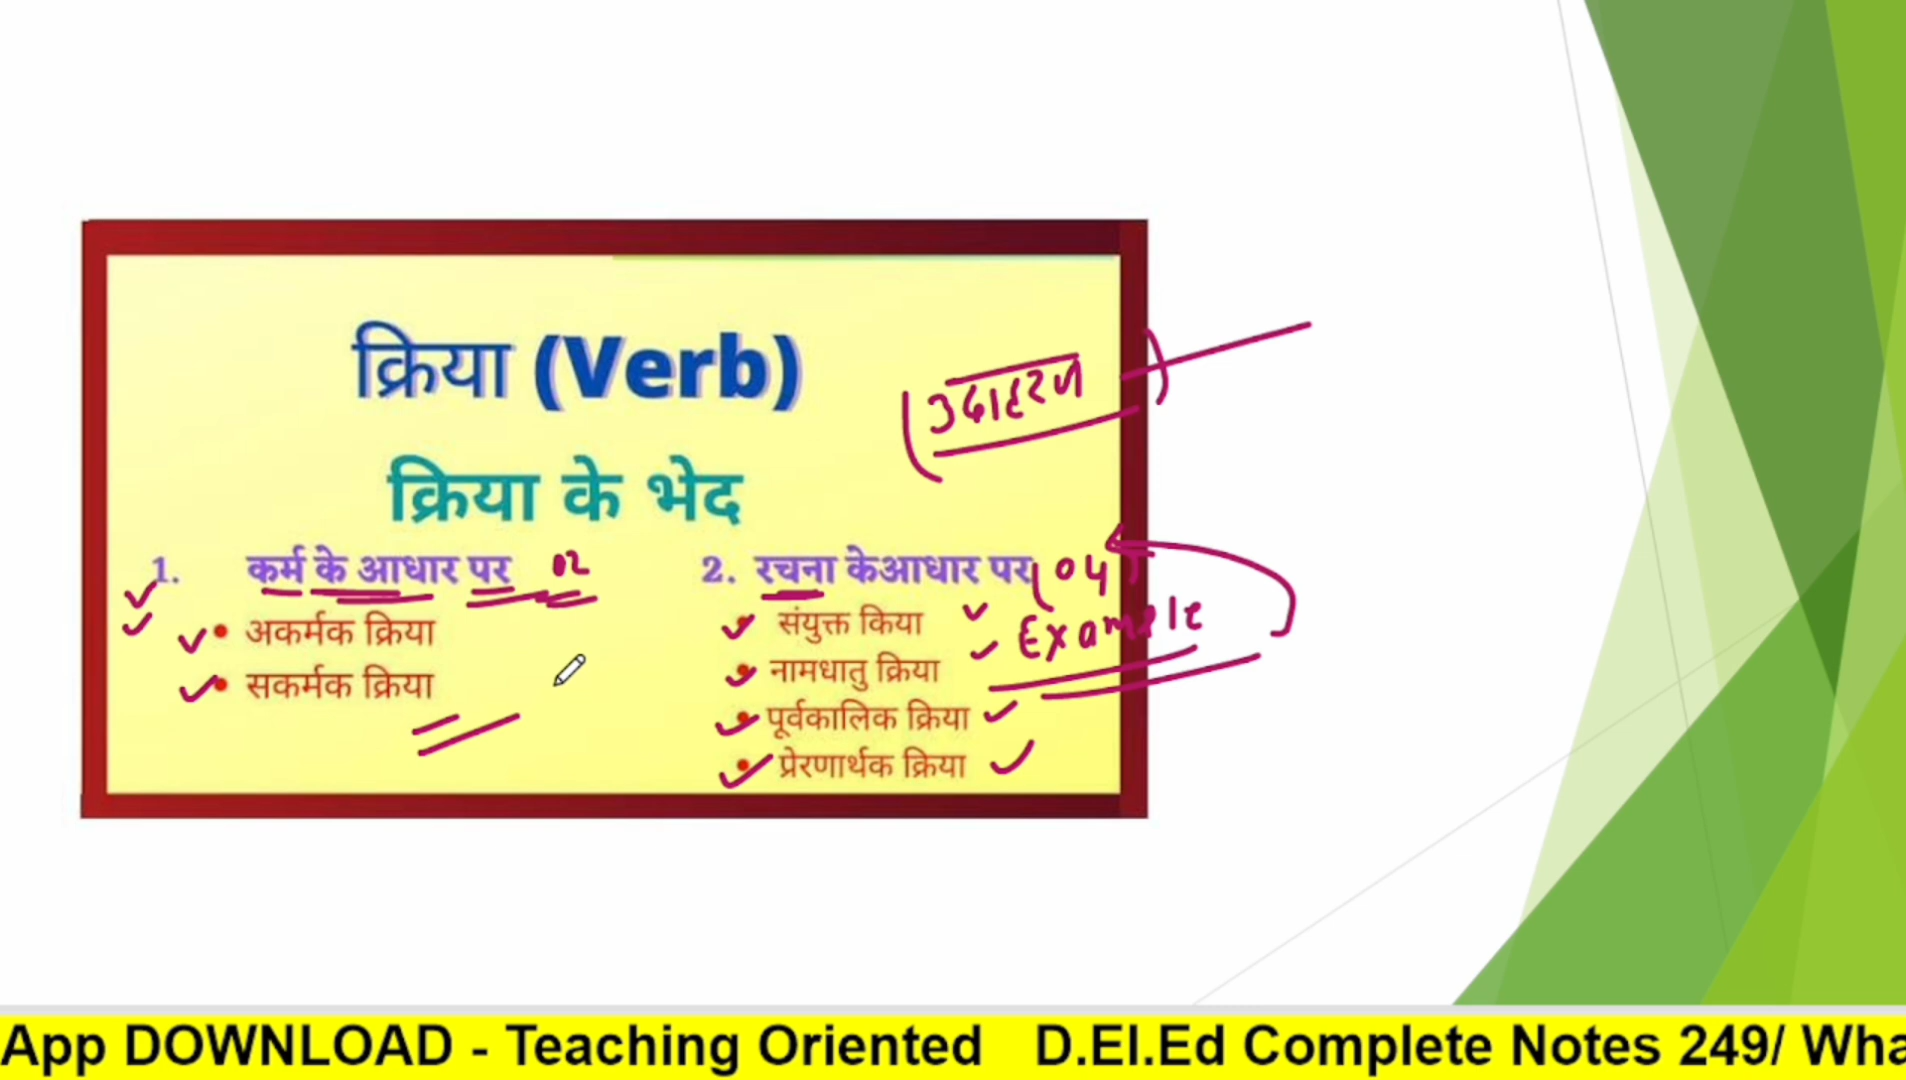 क्रिया (Verb)
उदाहरन
क्रिया के भेद
1. कर्म के आधार पर 02
2. रचना केआधार पर (04)
• अकर्मक क्रिया
• सकर्मक क्रिया
• संयुक्त किया
Example
• नामधातु क्रिया
• पूर्वकालिक क्रिया
• प्रेरणार्थक क्रिया
App DOWNLOAD - Teaching Oriented D.El.Ed Complete Notes 249/ Wha